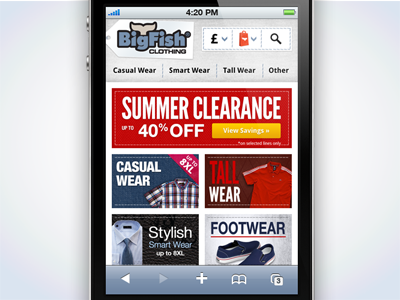 4:20 PM
BigFish®
CLOTHING
£
Casual Wear Smart Wear Tall Wear Other
SUMMER CLEARANCE
UP TO 40% OFF View Savings »
*on selected lines only...
CASUAL WEAR
Up to 8XL
TALL WEAR
Stylish
Smart Wear
up to 8XL
FOOTWEAR
3